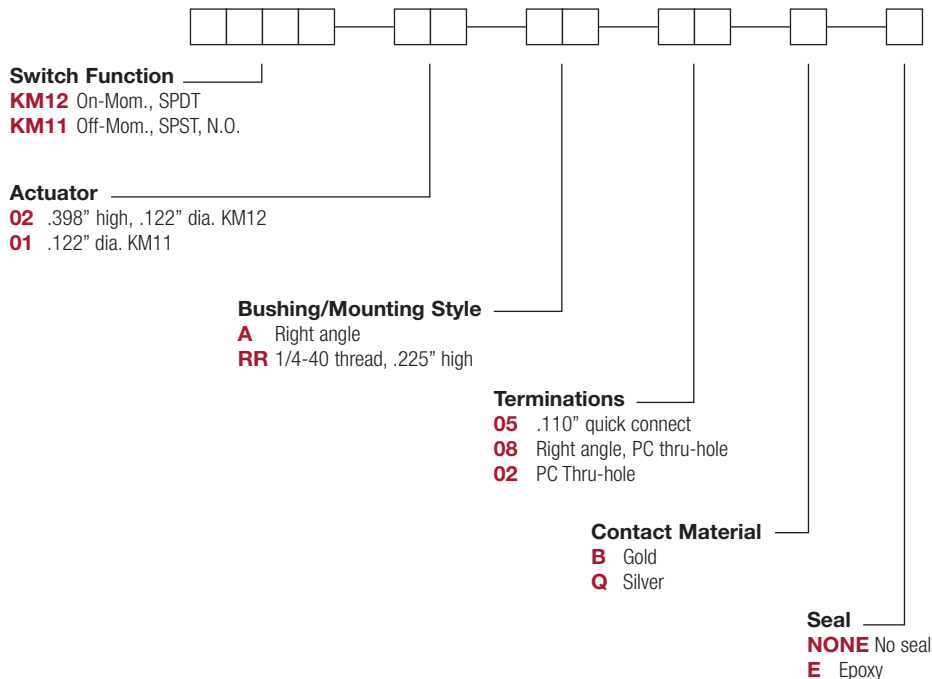 Switch Function
KM12 On-Mom., SPDT
KM11 Off-Mom., SPST, N.O.
Actuator
02 .398” high, .122” dia. KM12
01 .122” dia. KM11
Bushing/Mounting Style
A Right angle
RR 1/4-40 thread, .225” high
Terminations
05 .110” quick connect
08 Right angle, PC thru-hole
02 PC Thru-hole
Contact Material
B Gold
Q Silver
Seal
NONE No seal
E Epoxy